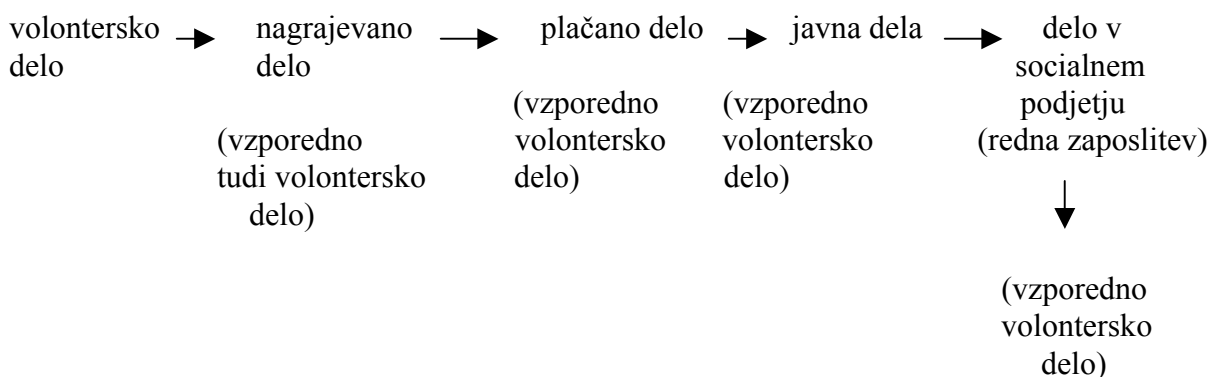 volontersko
delo
nagrajevano
delo
(vzporedno
tudi volontersko
delo)
plačano delo
(vzporedno
volontersko
delo)
javna dela
(vzporedno
volontersko
delo)
delo v
socialnem
podjetju
(redna zaposlitev)
(vzporedno
volontersko
delo)